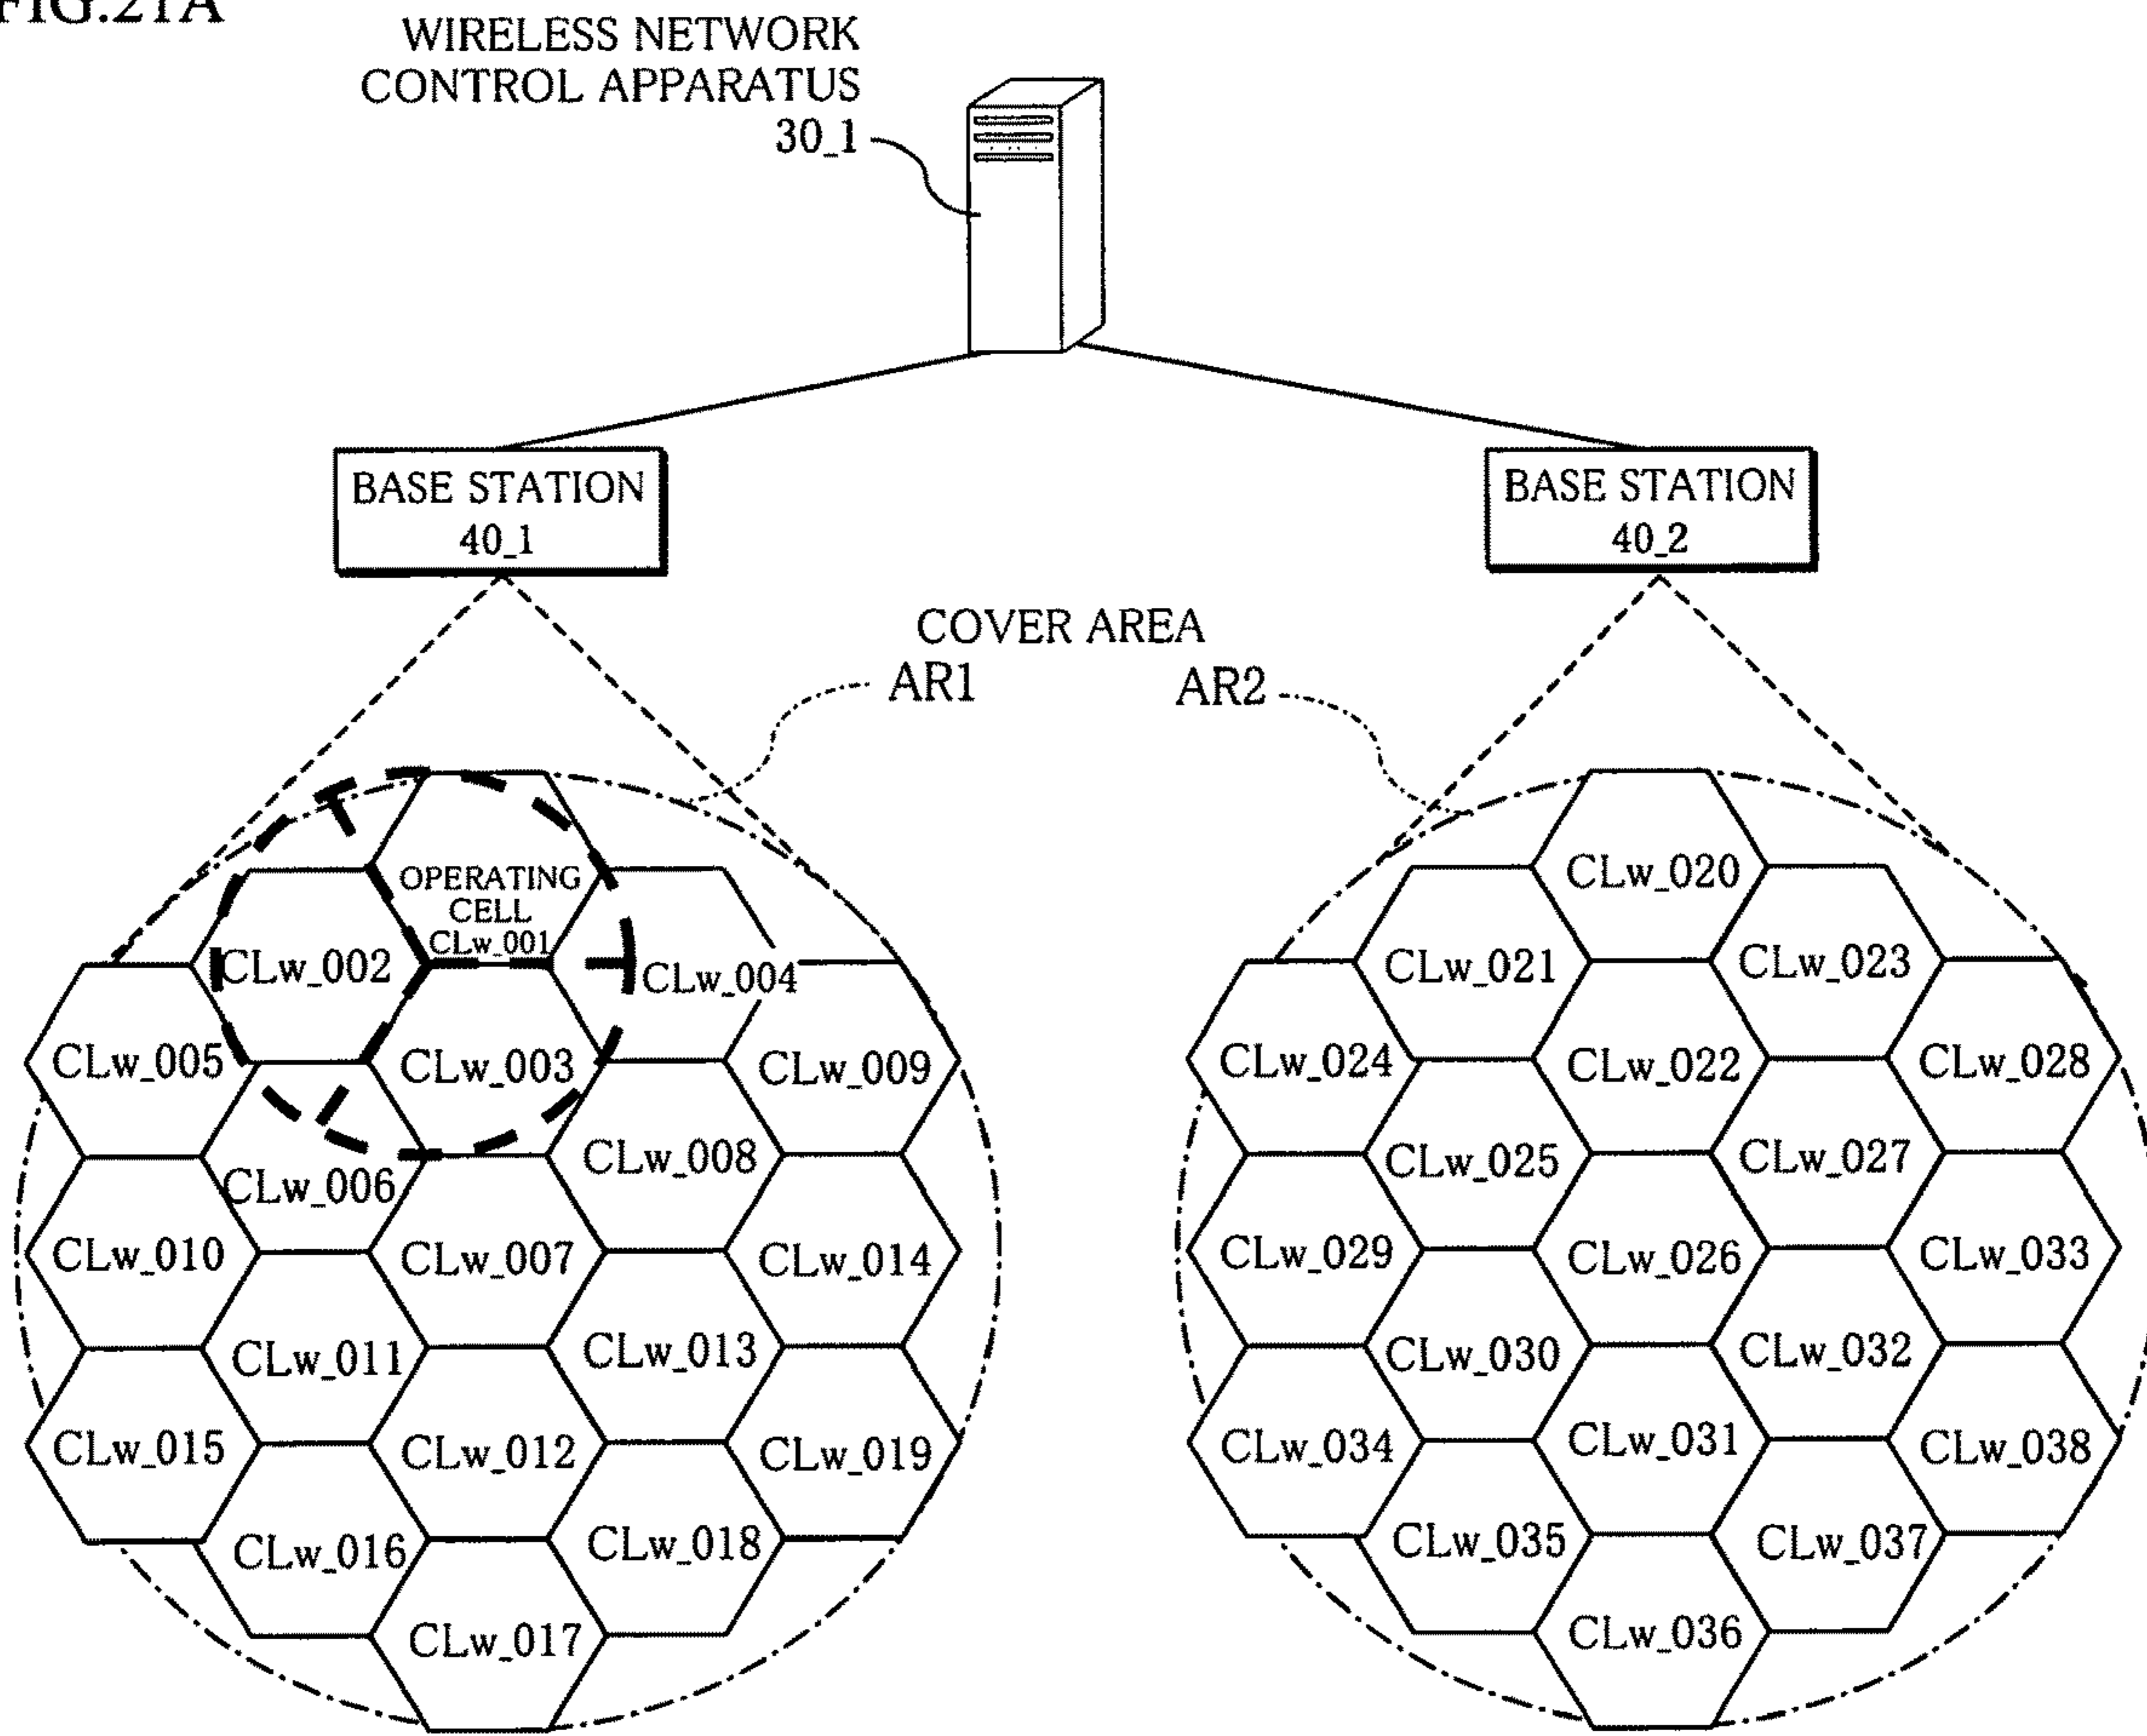 FIG.21A
WIRELESS NETWORK
CONTROL APPARATUS
30_1
BASE STATION
40_1
BASE STATION
40_2
COVER AREA
AR1
AR2
OPERATING
CELL
CLw_001
CLw_002
CLw_003
CLw_004
CLw_005
CLw_006
CLw_007
CLw_008
CLw_009
CLw_010
CLw_011
CLw_012
CLw_013
CLw_014
CLw_015
CLw_016
CLw_017
CLw_018
CLw_019
CLw_020
CLw_021
CLw_022
CLw_023
CLw_024
CLw_025
CLw_026
CLw_027
CLw_028
CLw_029
CLw_030
CLw_031
CLw_032
CLw_033
CLw_034
CLw_035
CLw_036
CLw_037
CLw_038